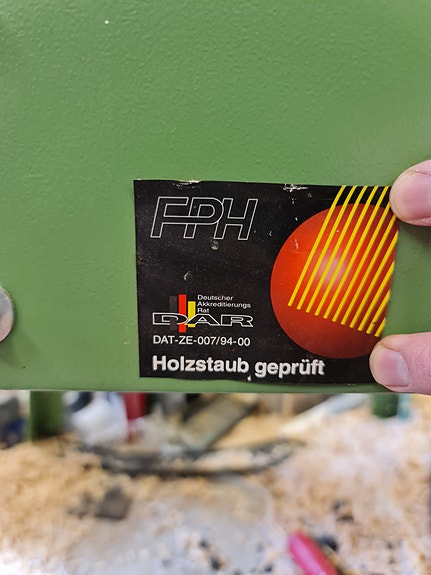 FPH
Deutscher
Akkreditierungs
Rat
DAR
DAT-ZE-007/94-00
Holzstaub geprüft